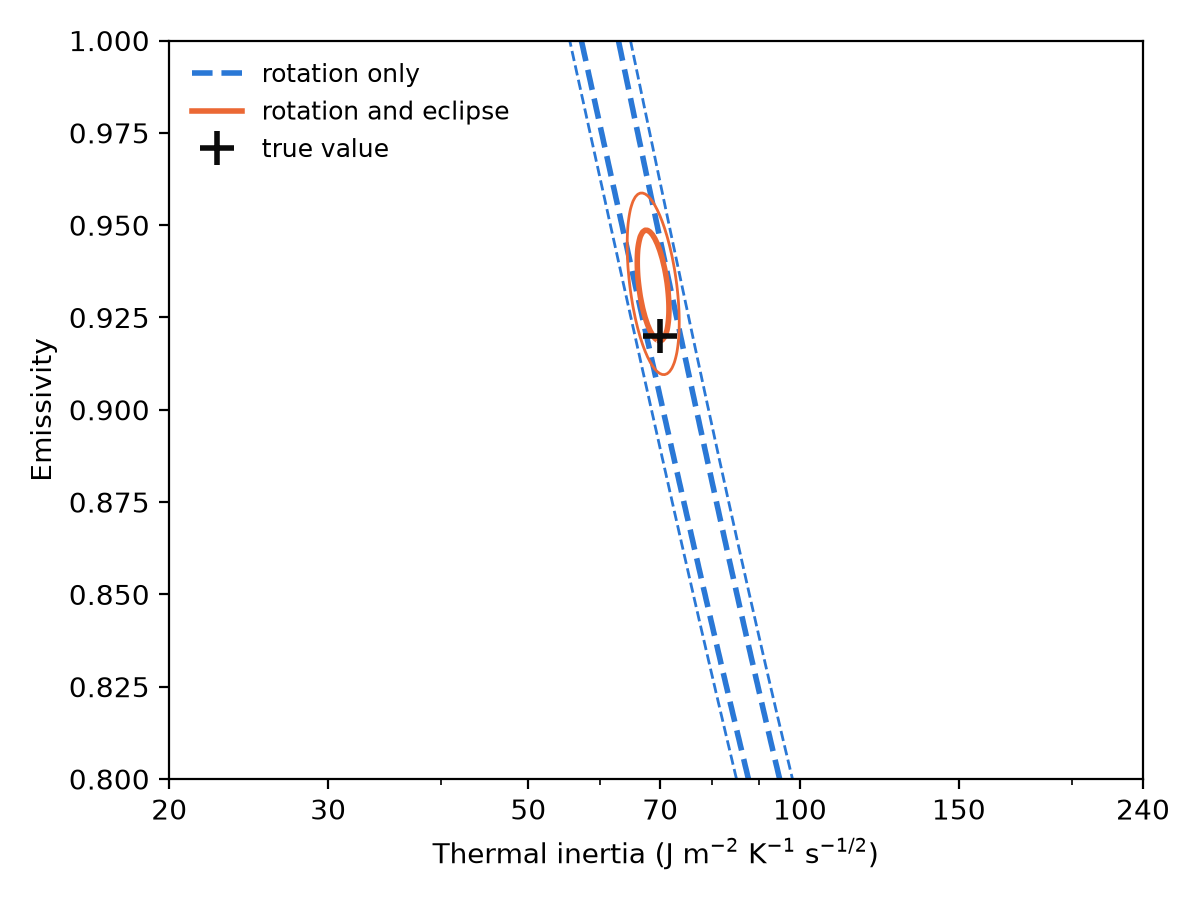 1.000
0.975
0.950
0.925
0.900
0.875
0.850
0.825
0.800
Emissivity
rotation only
rotation and eclipse
true value
20 30 50 70 100 150 240
Thermal inertia (J m⁻² K⁻¹ s⁻¹ᐟ²)